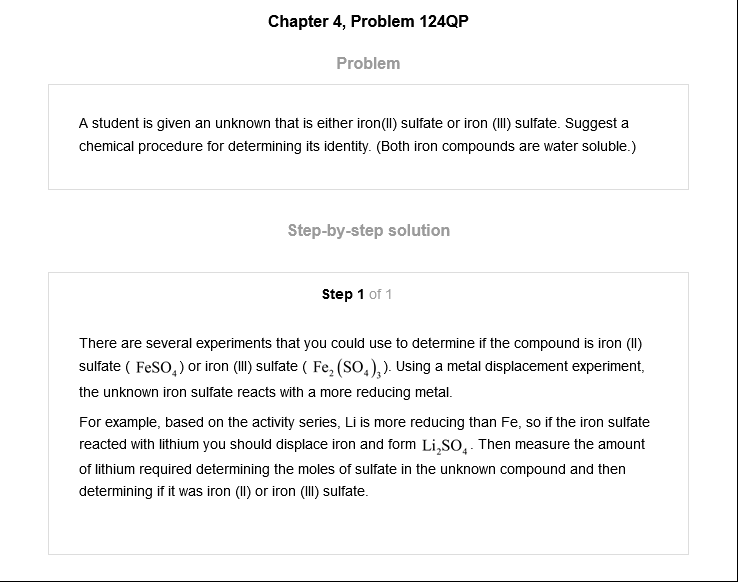 Chapter 4, Problem 124QP
Problem
A student is given an unknown that is either iron(II) sulfate or iron (III) sulfate. Suggest a
chemical procedure for determining its identity. (Both iron compounds are water soluble.)
Step-by-step solution
Step 1 of 1
There are several experiments that you could use to determine if the compound is iron (II)
sulfate ( FeSO₄ ) or iron (III) sulfate ( Fe₂(SO₄)₃ ). Using a metal displacement experiment,
the unknown iron sulfate reacts with a more reducing metal.
For example, based on the activity series, Li is more reducing than Fe, so if the iron sulfate
reacted with lithium you should displace iron and form Li₂SO₄ . Then measure the amount
of lithium required determining the moles of sulfate in the unknown compound and then
determining if it was iron (II) or iron (III) sulfate.